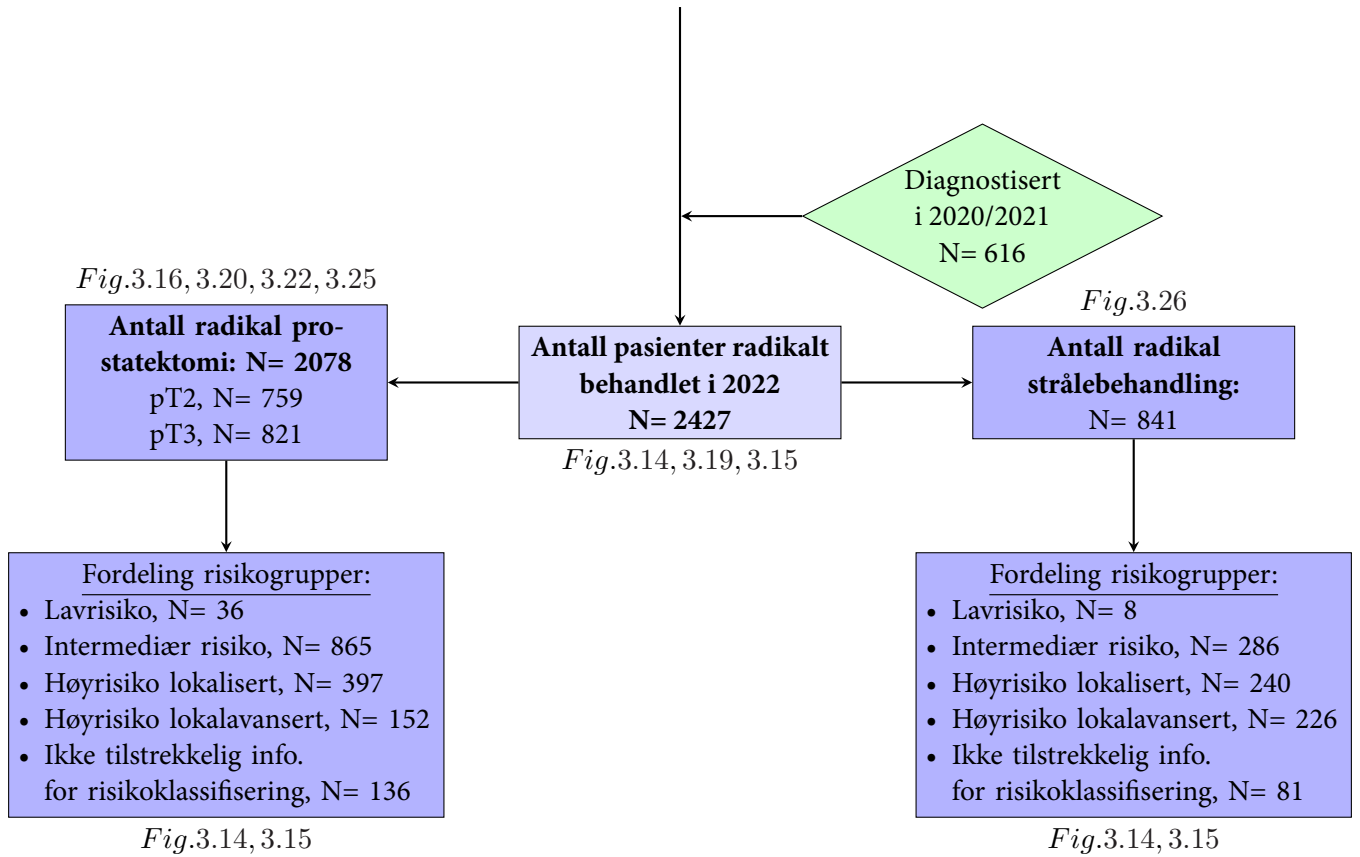 Diagnostisert
i 2020/2021
N= 616
Fig.3.16, 3.20, 3.22, 3.25
Antall radikal pro-
statektomi: N= 2078
pT2, N= 759
pT3, N= 821
Antall pasienter radikalt
behandlet i 2022
N= 2427
Fig.3.14, 3.19, 3.15
Fig.3.26
Antall radikal
strålebehandling:
N= 841
Fordeling risikogrupper:
• Lavrisiko, N= 36
• Intermediær risiko, N= 865
• Høyrisiko lokalisert, N= 397
• Høyrisiko lokalavansert, N= 152
• Ikke tilstrekkelig info.
for risikoklassifisering, N= 136
Fig.3.14, 3.15
Fordeling risikogrupper:
• Lavrisiko, N= 8
• Intermediær risiko, N= 286
• Høyrisiko lokalisert, N= 240
• Høyrisiko lokalavansert, N= 226
• Ikke tilstrekkelig info.
for risikoklassifisering, N= 81
Fig.3.14, 3.15